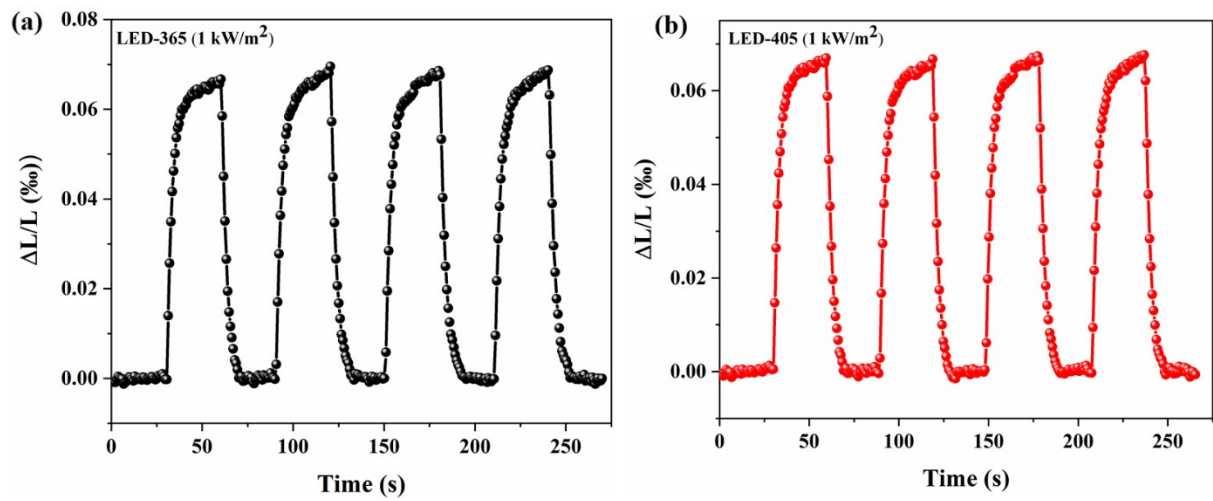 (a)
LED-365 (1 kW/m²)
0.08
0.06
0.04
0.02
0.00
ΔL/L (‰))
0 50 100 150 200 250
Time (s)
(b)
LED-405 (1 kW/m²)
0.06
0.04
0.02
0.00
ΔL/L (‰)
0 50 100 150 200 250
Time (s)